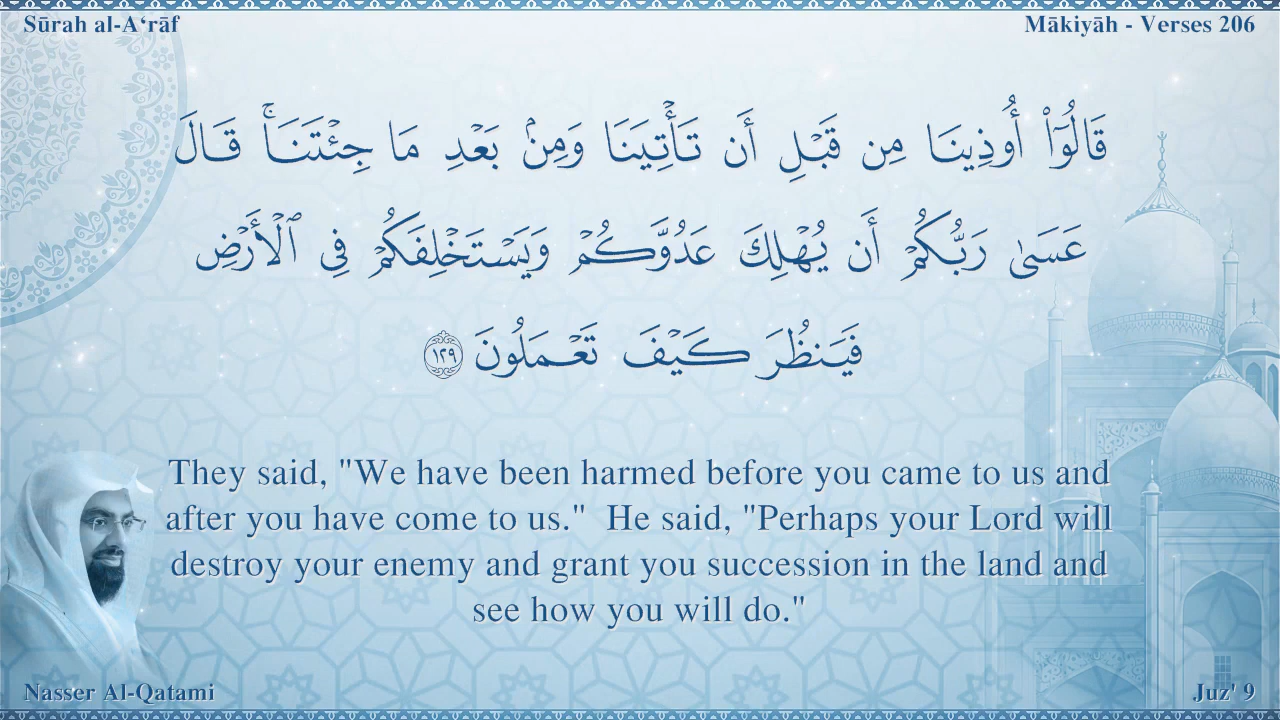 Sūrah al-A‘rāf
Mākiyāh - Verses 206
قَالُوٓا۟ أُوذِينَا مِن قَبْلِ أَن تَأْتِيَنَا وَمِنۢ بَعْدِ مَا جِئْتَنَا ۚ قَالَ
عَسَىٰ رَبُّكُمْ أَن يُهْلِكَ عَدُوَّكُمْ وَيَسْتَخْلِفَكُمْ فِى ٱلْأَرْضِ
فَيَنظُرَ كَيْفَ تَعْمَلُونَ ١٢٩
They said, "We have been harmed before you came to us and
after you have come to us."  He said, "Perhaps your Lord will
destroy your enemy and grant you succession in the land and
see how you will do."
Nasser Al-Qatami
Juz' 9